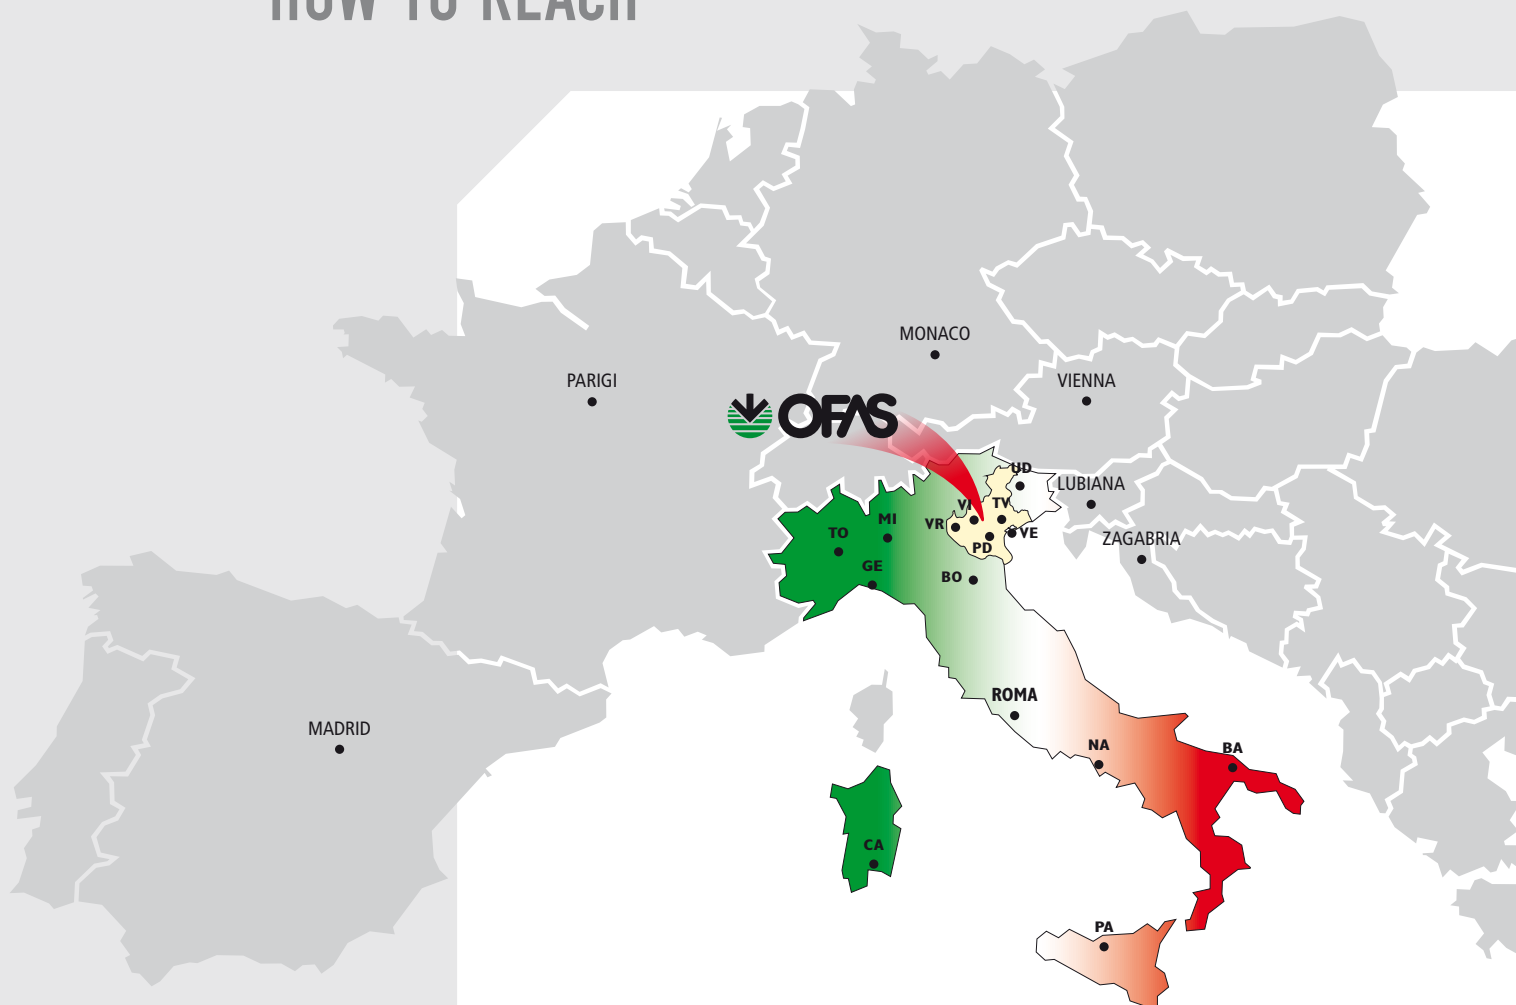 HOW TO REACH
MONACO
PARIGI
VIENNA
OFAS
UD
LUBIANA
VI
TV
MI
VR
TO
VE
ZAGABRIA
PD
GE
BO
ROMA
MADRID
NA
BA
CA
PA